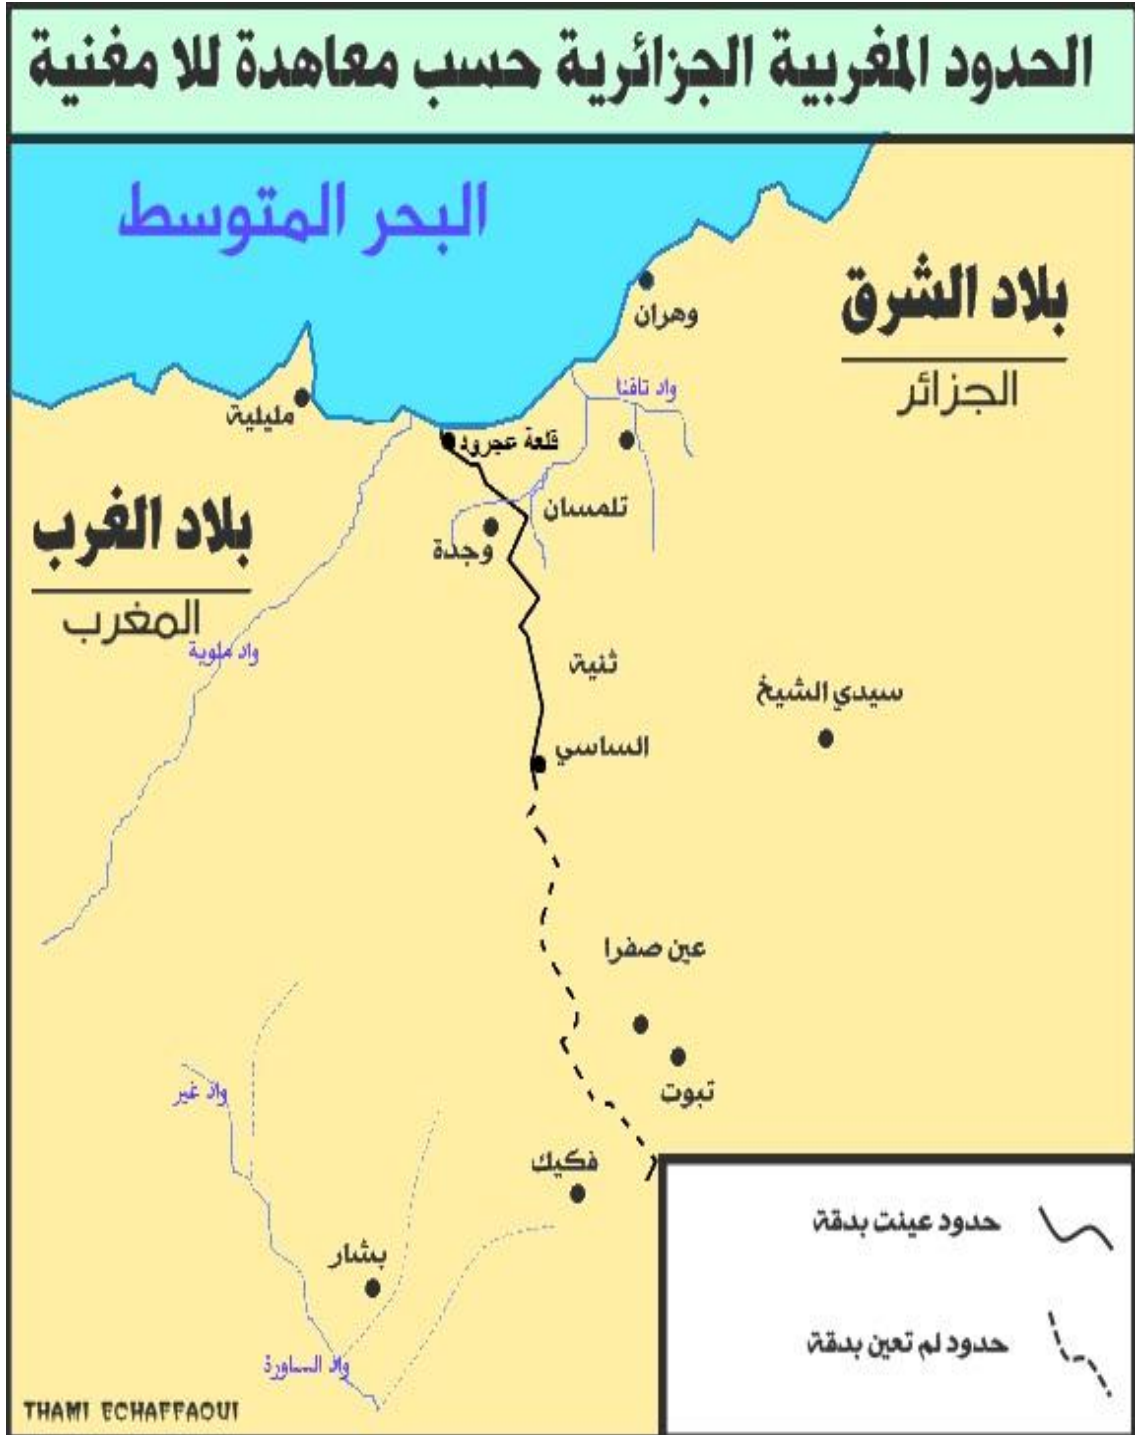 الحدود المغربية الجزائرية حسب معاهدة للا مغنية
البحر المتوسط
بلاد الشرق
الجزائر
وهران
واد تافنا
مليلية
قلعة عجرود
تلمسان
وجدة
بلاد الغرب
المغرب
واد ملوية
ثنية
الساسي
سيدي الشيخ
عين صفرا
تبوت
واد غير
فكيك
بشار
واد الساورة
حدود عينت بدقة
حدود لم تعين بدقة
THAMI ECHAFFAOUI